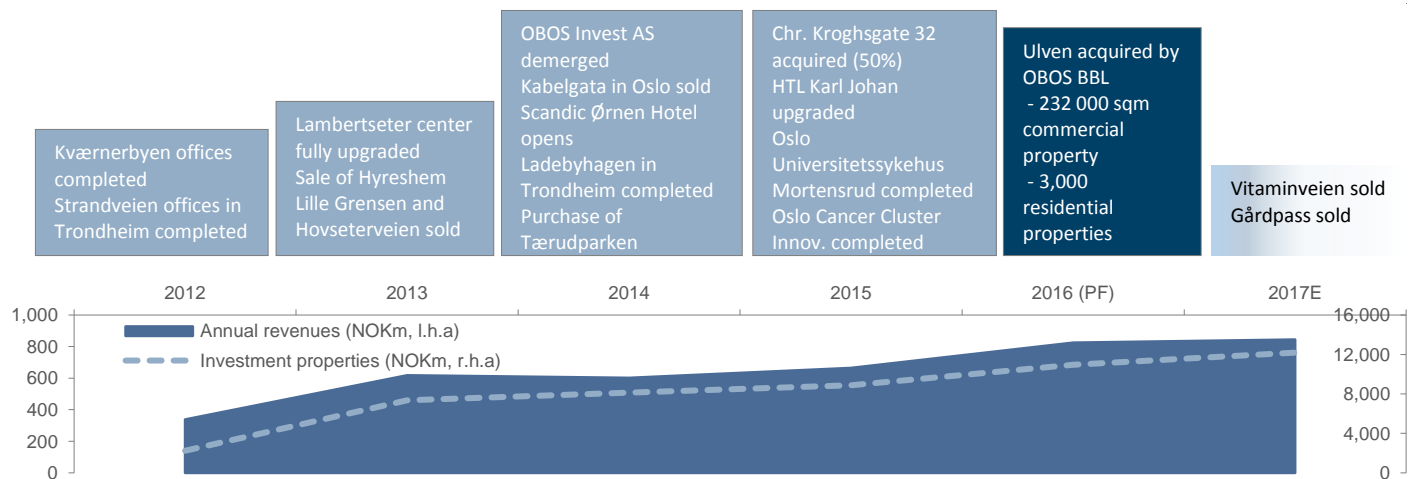 Kværnerbyen offices
completed
Strandveien offices in
Trondheim completed
Lambertseter center
fully upgraded
Sale of Hyreshem
Lille Grensen and
Hovseterveien sold
OBOS Invest AS
demerged
Kabelgata in Oslo sold
Scandic Ørnen Hotel
opens
Ladebyhagen in
Trondheim completed
Purchase of
Tærudparken
Chr. Kroghsgate 32
acquired (50%)
HTL Karl Johan
upgraded
Oslo
Universitetssykehus
Mortensrud completed
Oslo Cancer Cluster
Innov. completed
Ulven acquired by
OBOS BBL
- 232 000 sqm
commercial
property
- 3,000
residential
properties
Vitaminveien sold
Gårdpass sold
2012 2013 2014 2015 2016 (PF) 2017E
1,000
800
600
400
200
0
Annual revenues (NOKm, l.h.a)
Investment properties (NOKm, r.h.a)
16,000
12,000
8,000
4,000
0